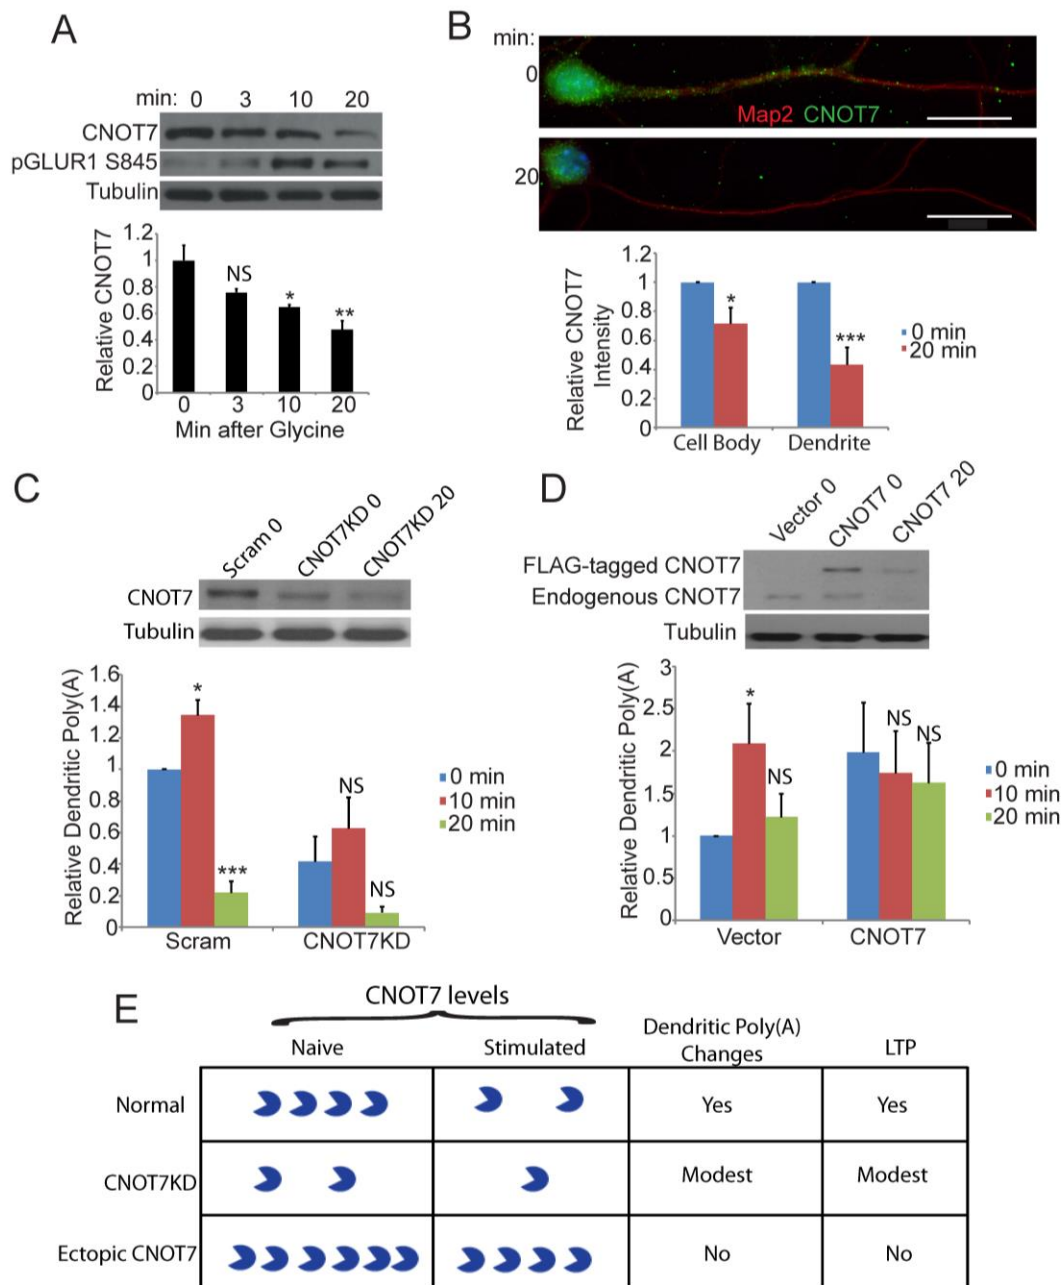 A
min: 0 3 10 20
CNOT7
pGLUR1 S845
Tubulin
Relative CNOT7
1.2
1
0.8
0.6
0.4
0.2
0
NS
*
**
0 3 10 20
Min after Glycine
B
min:
0
Map2 CNOT7
20
Relative CNOT7
Intensity
1.2
1
0.8
0.6
0.4
0.2
0
*
***
0 min
20 min
Cell Body Dendrite
C
Scram 0
CNOT7KD 0
CNOT7KD 20
CNOT7
Tubulin
Relative Dendritic Poly(A)
1.6
1.4
1.2
1
0.8
0.6
0.4
0.2
0
*
***
NS
NS
0 min
10 min
20 min
Scram CNOT7KD
D
Vector 0
CNOT7 0
CNOT7 20
FLAG-tagged CNOT7
Endogenous CNOT7
Tubulin
Relative Dendritic Poly(A)
3
2.5
2
1.5
1
0.5
0
*
NS
NS
NS
0 min
10 min
20 min
Vector CNOT7
E
CNOT7 levels
Naive Stimulated Dendritic Poly(A)
Changes LTP
Normal Yes Yes
CNOT7KD Modest Modest
Ectopic CNOT7 No No